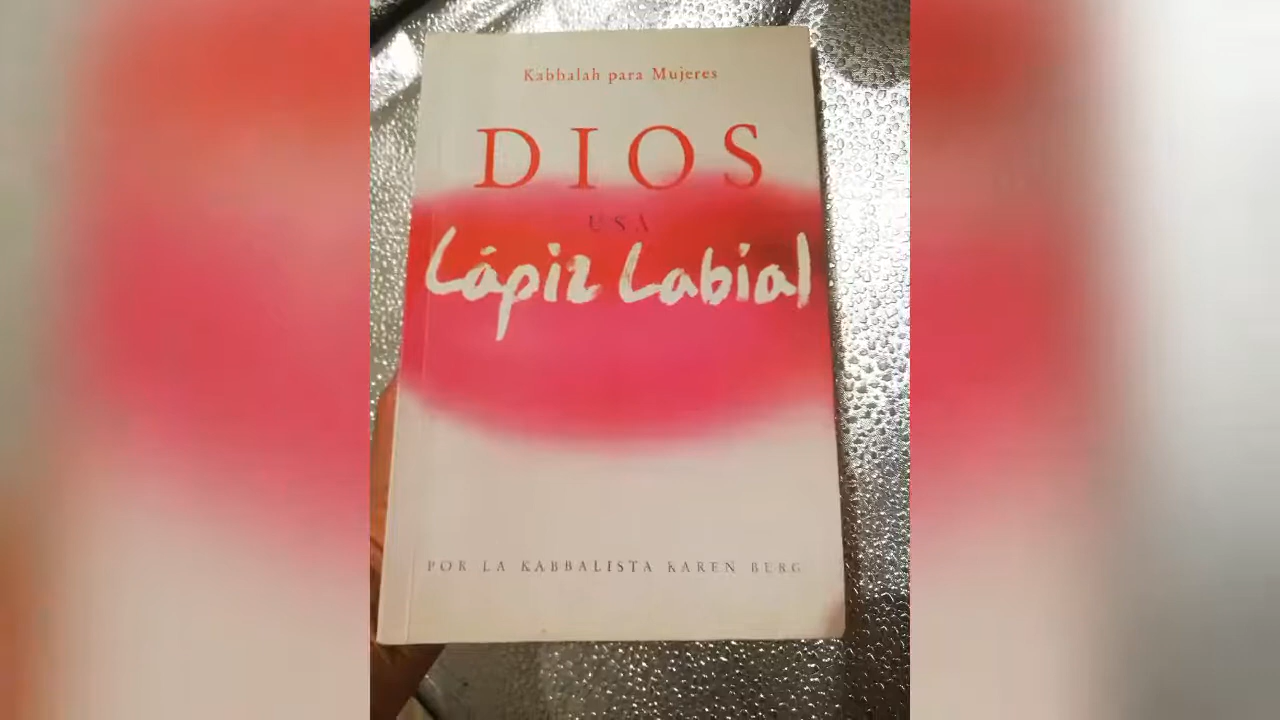 Kabbalah para Mujeres
DIOS
USA
Lápiz Labial
POR LA KABBALISTA KAREN BERG